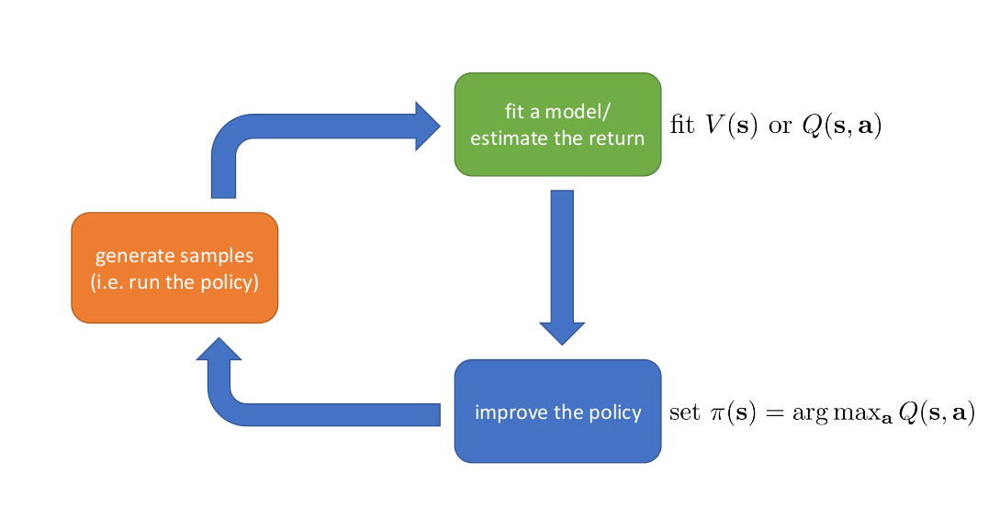 fit a model/
estimate the return
fit V(s) or Q(s, a)
generate samples
(i.e. run the policy)
improve the policy
set π(s) = arg maxₐ Q(s, a)